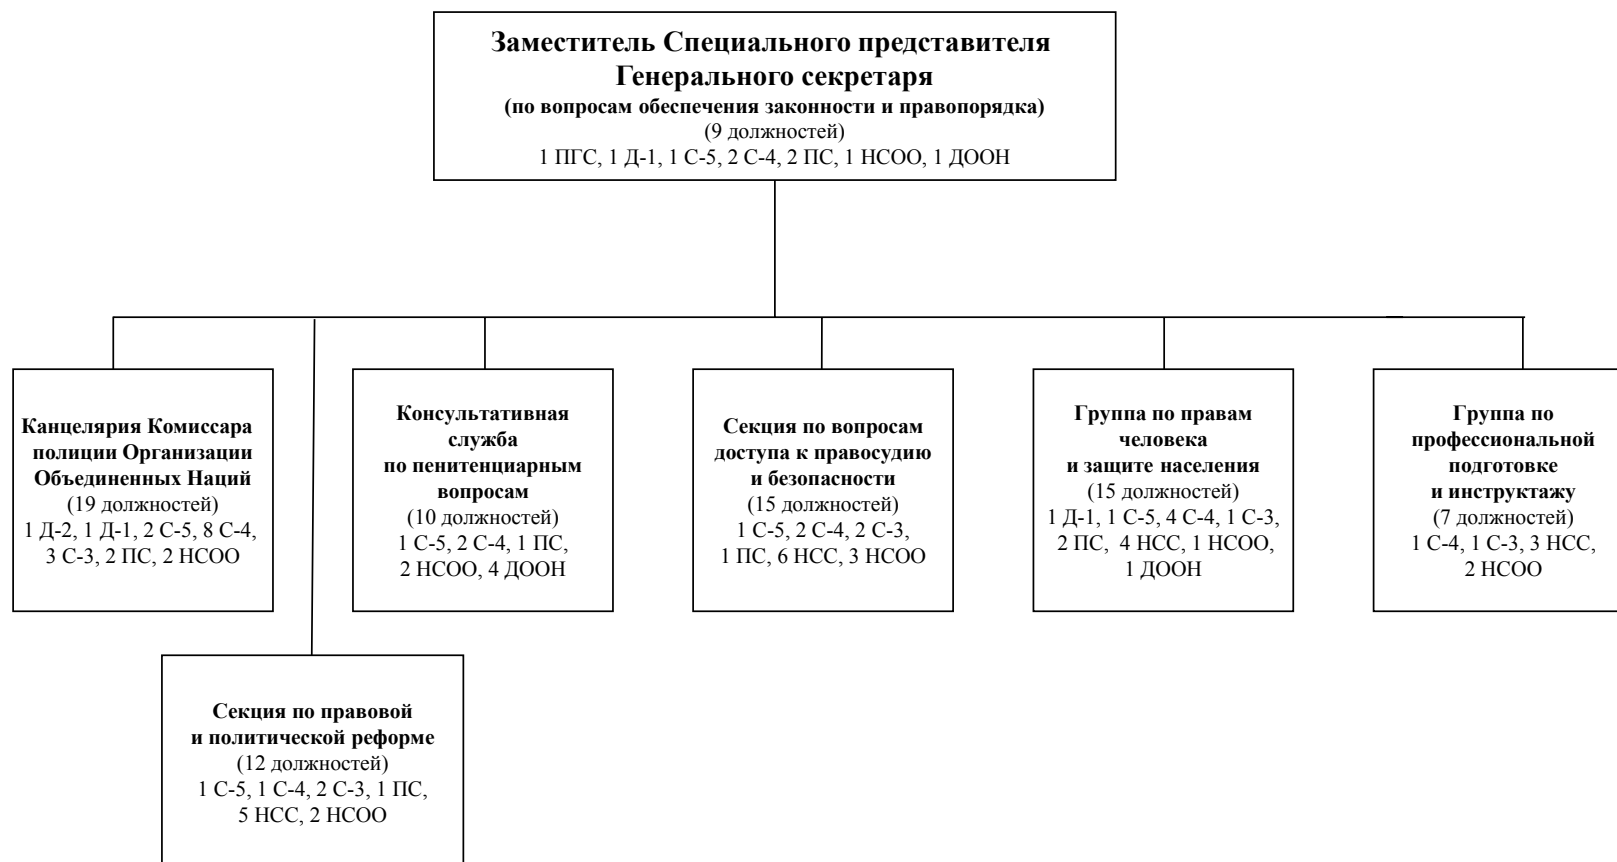 Заместитель Специального представителя
Генерального секретаря
(по вопросам обеспечения законности и правопорядка)
(9 должностей)
1 ПГС, 1 Д-1, 1 С-5, 2 С-4, 2 ПС, 1 НСОО, 1 ДООН
Канцелярия Комиссара
полиции Организации
Объединенных Наций
(19 должностей)
1 Д-2, 1 Д-1, 2 С-5, 8 С-4,
3 С-3, 2 ПС, 2 НСОО
Консультативная
служба
по пенитенциарным
вопросам
(10 должностей)
1 С-5, 2 С-4, 1 ПС,
2 НСОО, 4 ДООН
Секция по вопросам
доступа к правосудию
и безопасности
(15 должностей)
1 С-5, 2 С-4, 2 С-3,
1 ПС, 6 НСС, 3 НСОО
Группа по правам
человека
и защите населения
(15 должностей)
1 Д-1, 1 С-5, 4 С-4, 1 С-3,
2 ПС, 4 НСС, 1 НСОО,
1 ДООН
Группа по
профессиональной
подготовке
и инструктажу
(7 должностей)
1 С-4, 1 С-3, 3 НСС,
2 НСОО
Секция по правовой
и политической реформе
(12 должностей)
1 С-5, 1 С-4, 2 С-3, 1 ПС,
5 НСС, 2 НСОО